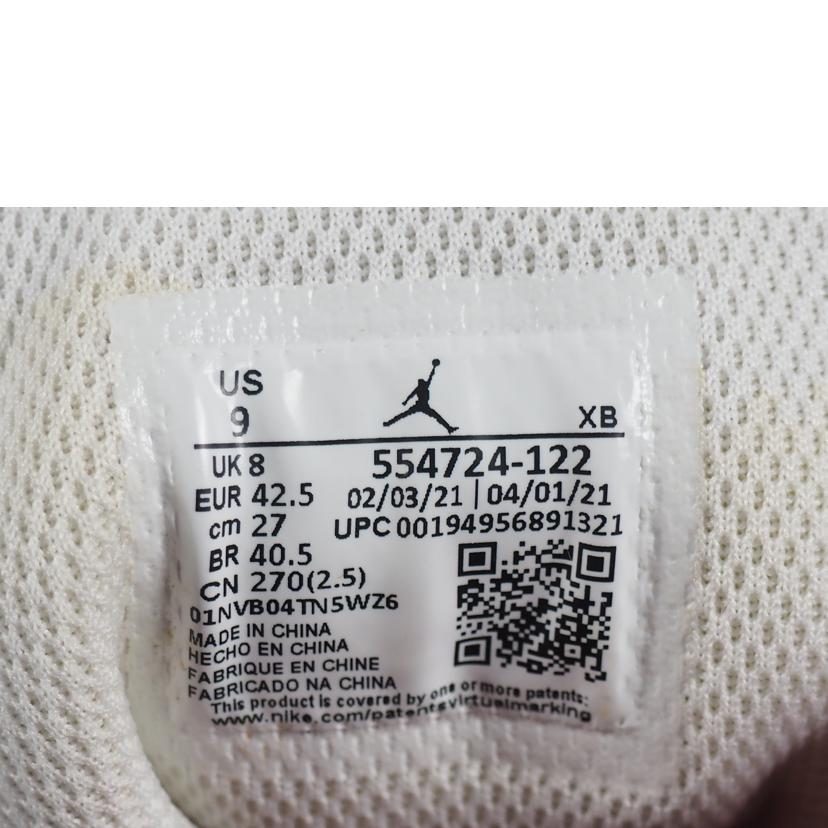 US
9
XB
UK 8
554724-122
EUR 42.5
02/03/21 | 04/01/21
cm 27
UPC 00194956891321
BR 40.5
CN 270(2.5)
01NVB04TN5WZ6
MADE IN CHINA
HECHO EN CHINA
FABRIQUE EN CHINE
FABRICADO NA CHINA
This product is covered by one or more patents:
www.nike.com/patentsvirtualmarking